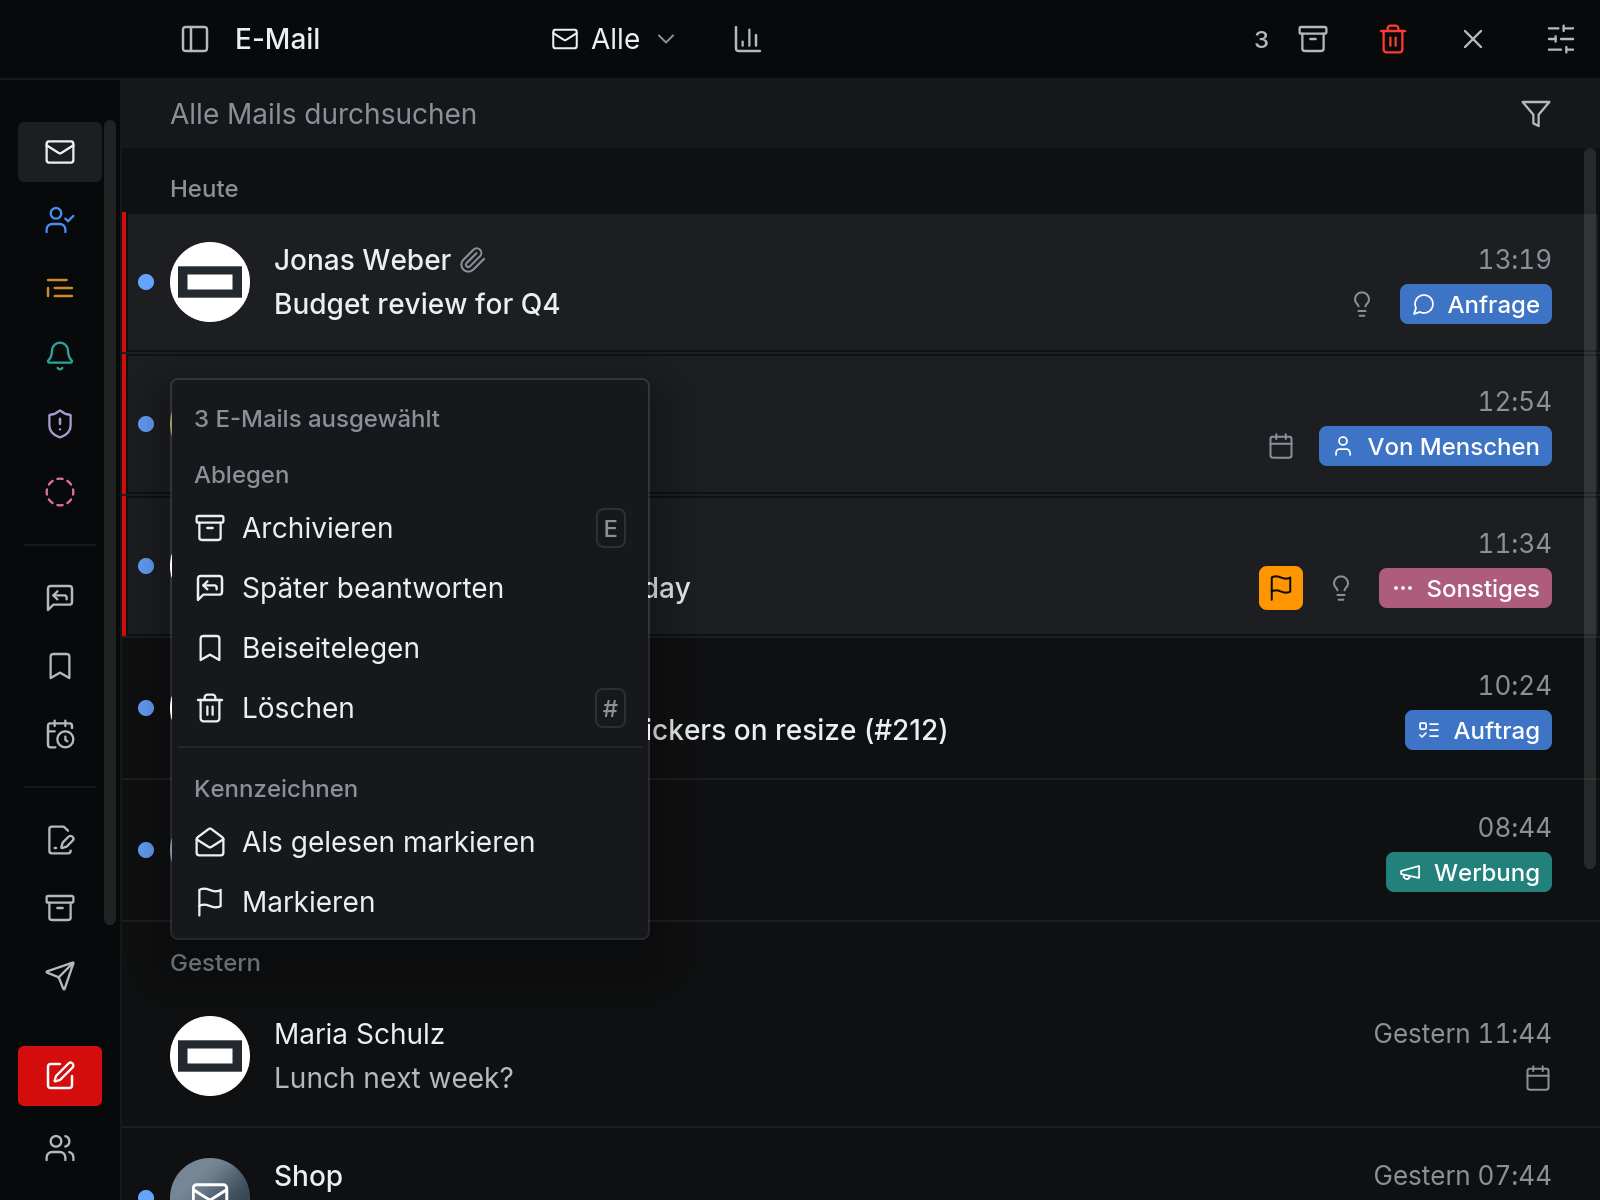 E-Mail
Alle
3
Alle Mails durchsuchen
Heute
Jonas Weber
13:19
Budget review for Q4
Anfrage
12:54
Von Menschen
11:34
day
Sonstiges
10:24
ickers on resize (#212)
Auftrag
08:44
Werbung
3 E-Mails ausgewählt
Ablegen
Archivieren E
Später beantworten
Beiseitelegen
Löschen #
Kennzeichnen
Als gelesen markieren
Markieren
Gestern
Maria Schulz
Gestern 11:44
Lunch next week?
Shop
Gestern 07:44